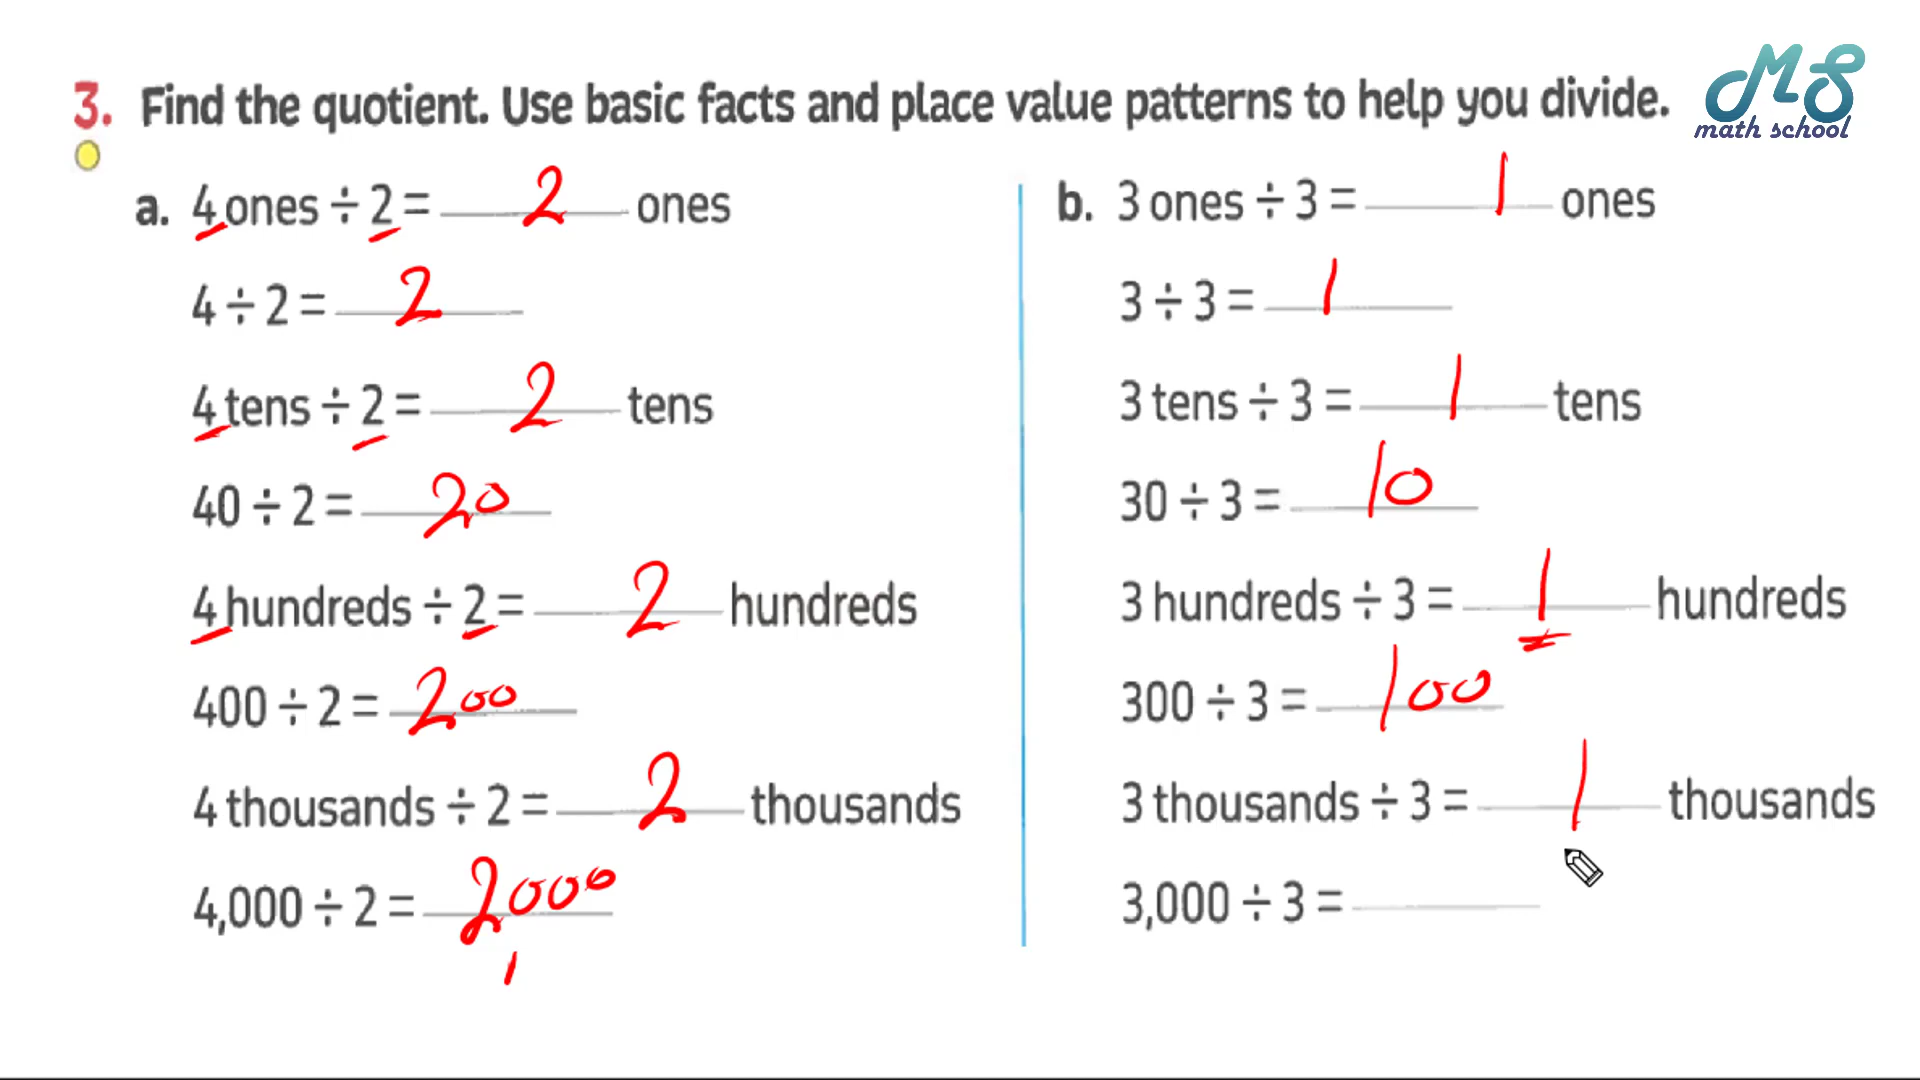 3. Find the quotient. Use basic facts and place value patterns to help you divide.
MS
math school
a. 4 ones ÷ 2 = 2 ones
4 ÷ 2 = 2
4 tens ÷ 2 = 2 tens
40 ÷ 2 = 20
4 hundreds ÷ 2 = 2 hundreds
400 ÷ 2 = 200
4 thousands ÷ 2 = 2 thousands
4,000 ÷ 2 = 2000
b. 3 ones ÷ 3 = 1 ones
3 ÷ 3 = 1
3 tens ÷ 3 = 1 tens
30 ÷ 3 = 10
3 hundreds ÷ 3 = 1 hundreds
300 ÷ 3 = 100
3 thousands ÷ 3 = 1 thousands
3,000 ÷ 3 =